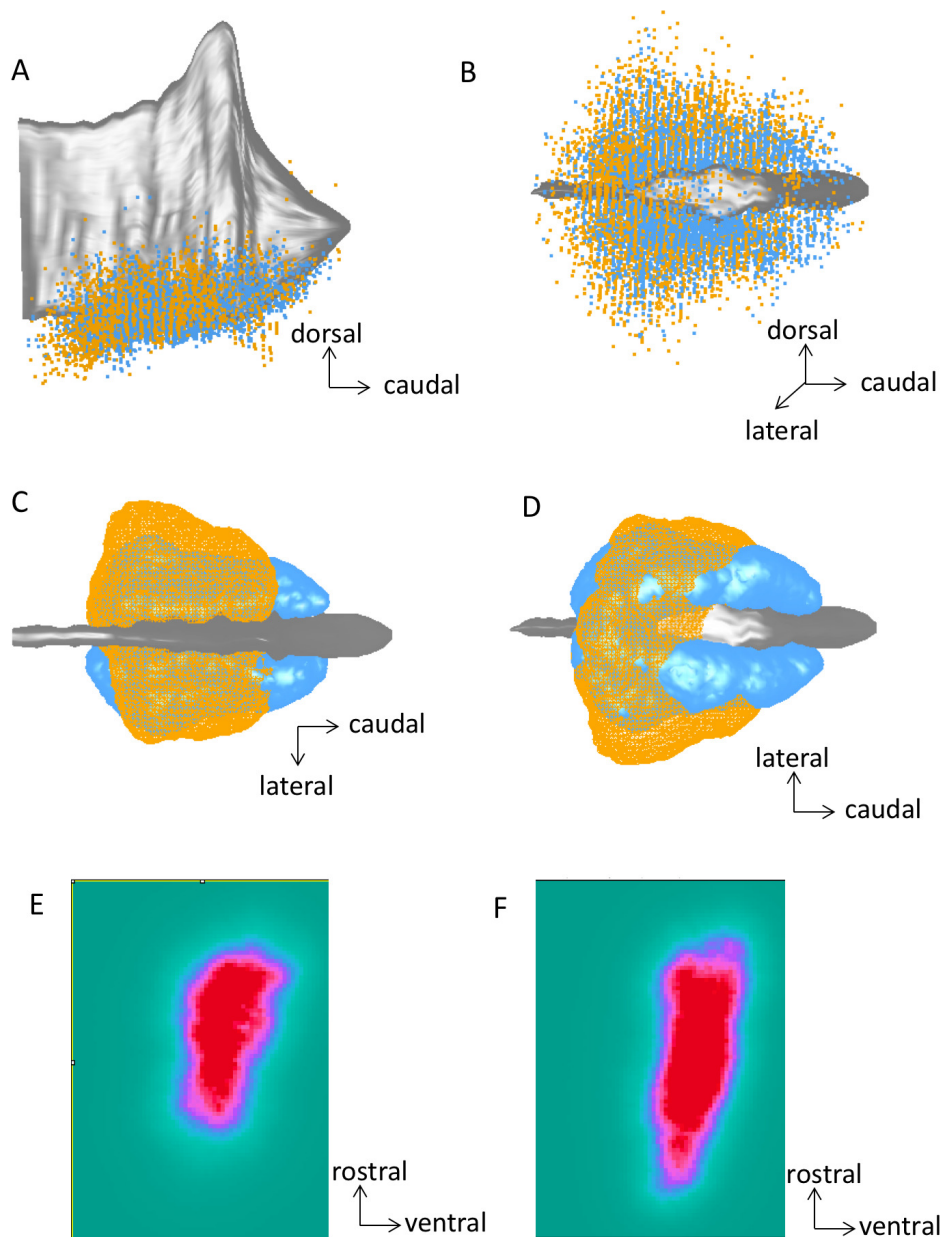 A
B
dorsal
caudal
dorsal
caudal
lateral
C
D
caudal
lateral
lateral
caudal
E
F
rostral
ventral
rostral
ventral